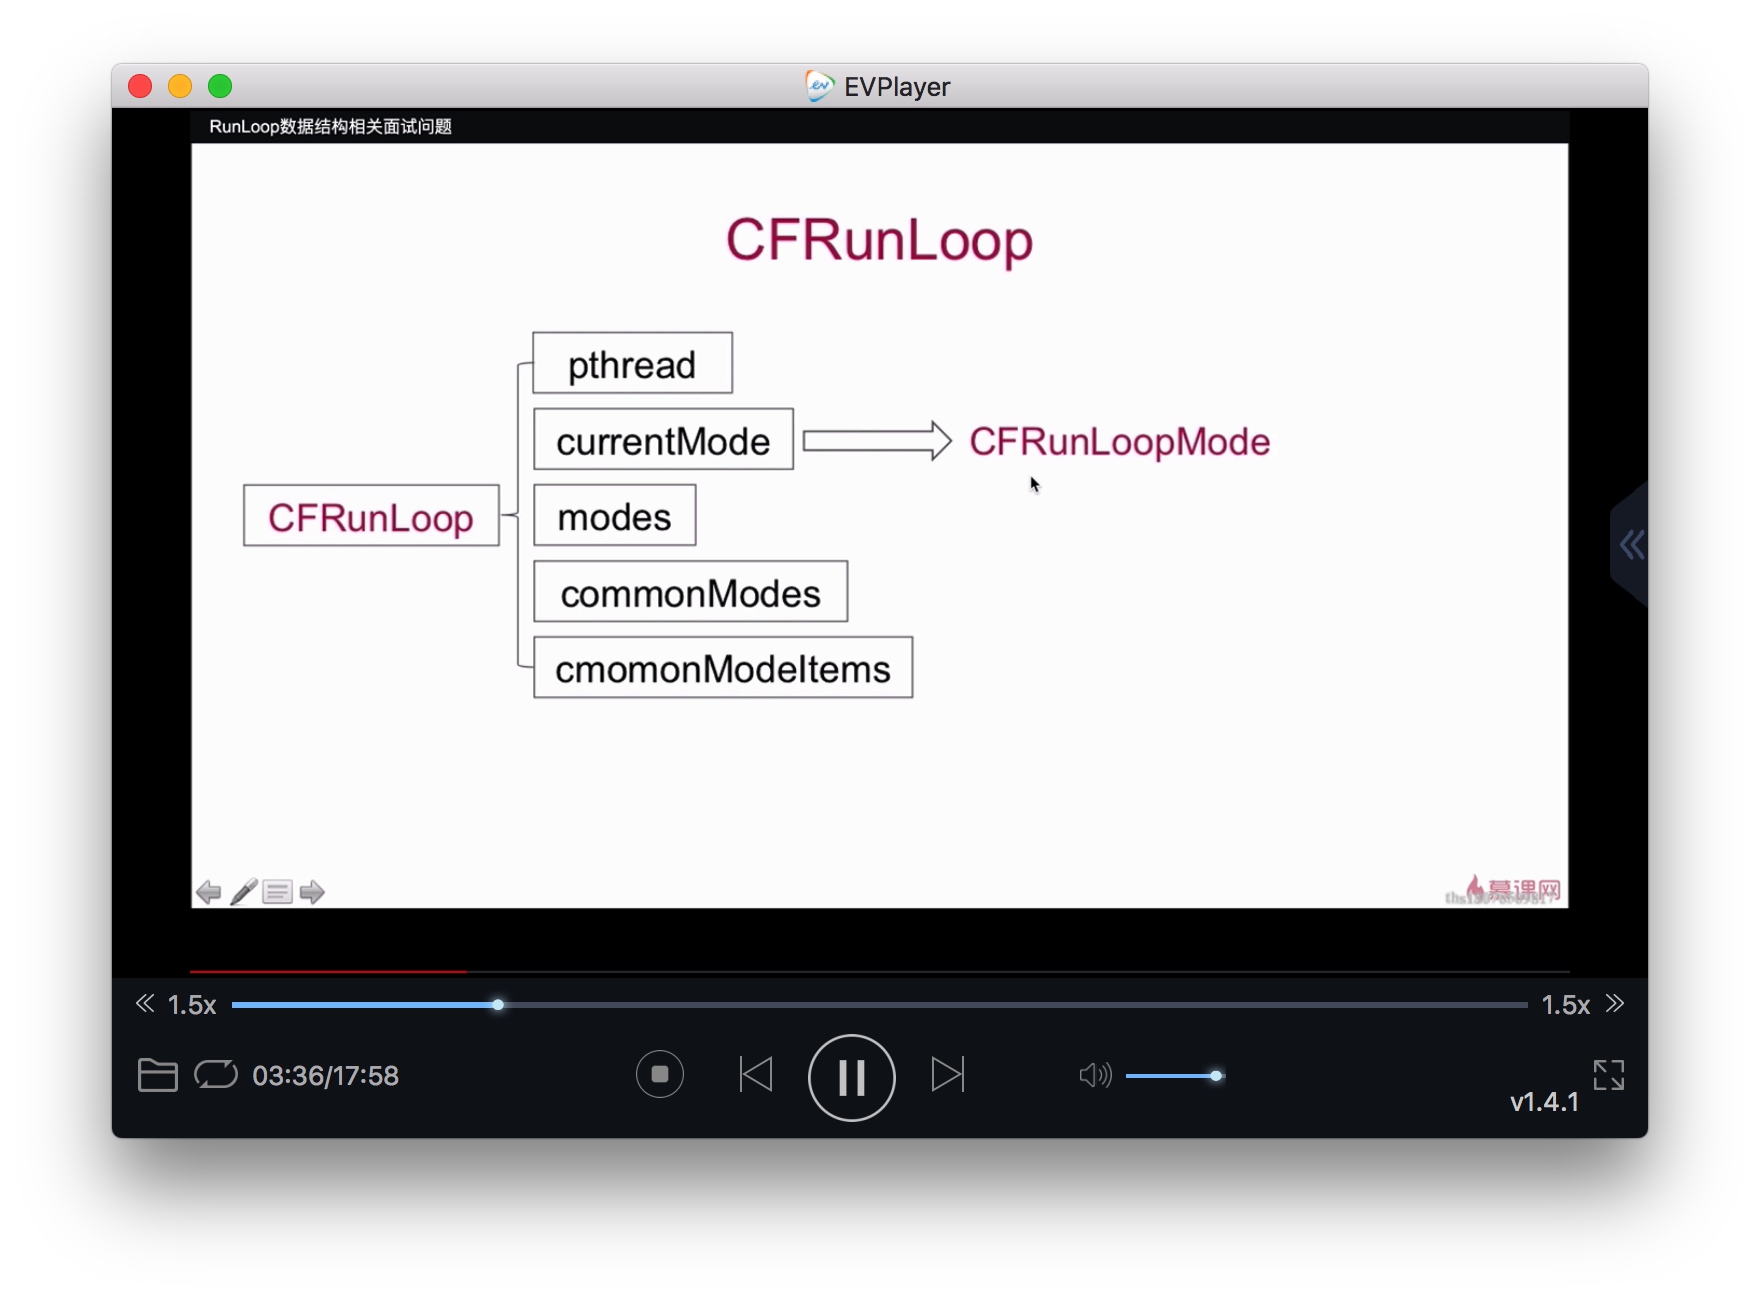 EVPlayer
RunLoop数据结构相关面试问题
CFRunLoop
pthread
currentMode
CFRunLoopMode
CFRunLoop
modes
commonModes
cmomonModeItems
慕课网
1.5x
1.5x
03:36/17:58
v1.4.1